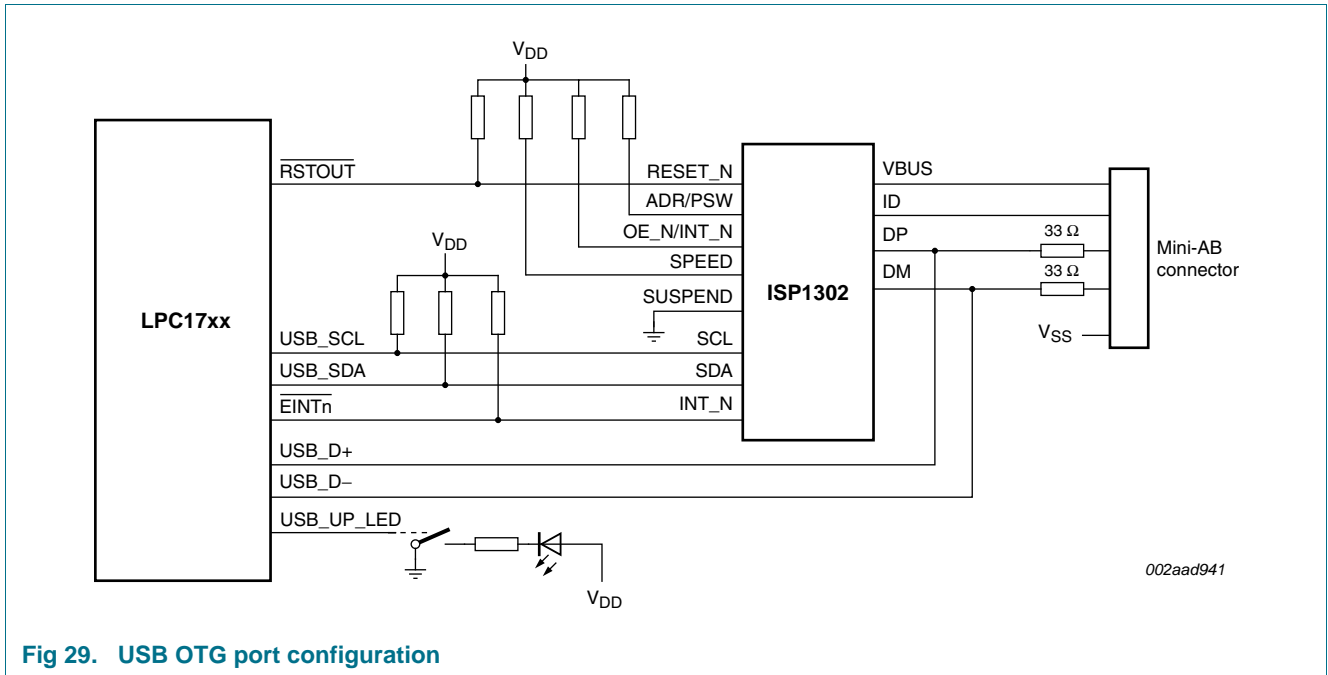 VDD
RSTOUT
RESET_N
VBUS
ADR/PSW
ID
OE_N/INT_N
DP
33 Ω
VDD
SPEED
DM
33 Ω
Mini-AB
connector
LPC17xx
SUSPEND
ISP1302
VSS
USB_SCL
SCL
USB_SDA
SDA
EINTn
INT_N
USB_D+
USB_D−
USB_UP_LED
VDD
002aad941
Fig 29. USB OTG port configuration